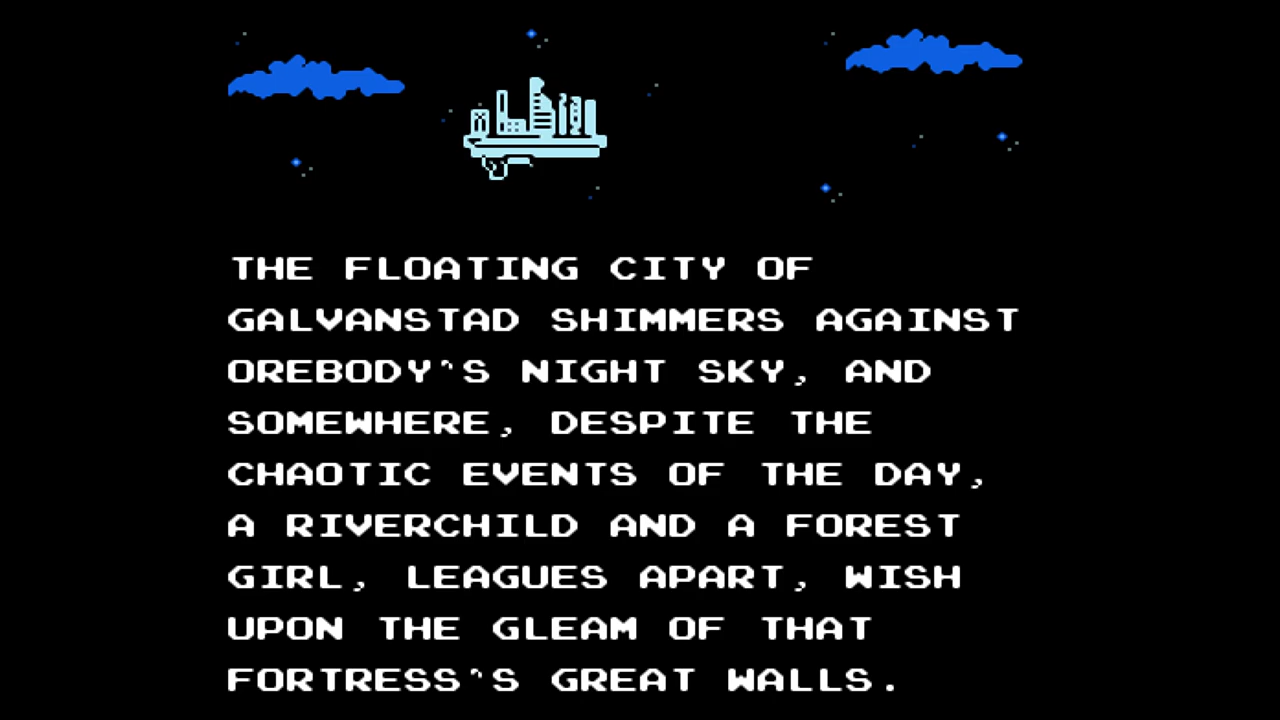 THE FLOATING CITY OF
GALVANSTAD SHIMMERS AGAINST
OREBODY'S NIGHT SKY, AND
SOMEWHERE, DESPITE THE
CHAOTIC EVENTS OF THE DAY,
A RIVERCHILD AND A FOREST
GIRL, LEAGUES APART, WISH
UPON THE GLEAM OF THAT
FORTRESS'S GREAT WALLS.